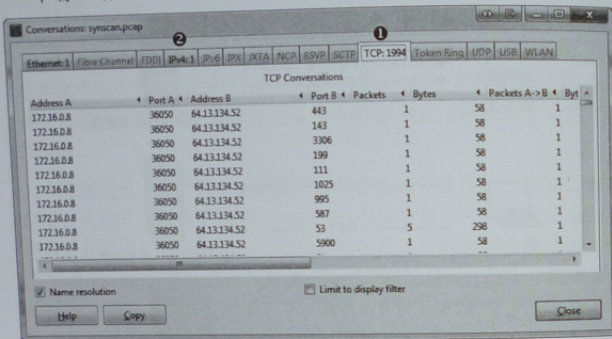 Conversations: synscan.pcap
❶
❷
Ethernet: 1 Fibre Channel FDDI IPv4: 1 IPv6 IPX JXTA NCP RSVP SCTP TCP: 1994 Token Ring UDP USB WLAN
TCP Conversations
Address A Port A Address B Port B Packets Bytes Packets A->B Byt
172.16.0.8 36050 64.13.134.52 443 1 58 1
172.16.0.8 36050 64.13.134.52 143 1 58 1
172.16.0.8 36050 64.13.134.52 3306 1 58 1
172.16.0.8 36050 64.13.134.52 199 1 58 1
172.16.0.8 36050 64.13.134.52 111 1 58 1
172.16.0.8 36050 64.13.134.52 1025 1 58 1
172.16.0.8 36050 64.13.134.52 995 1 58 1
172.16.0.8 36050 64.13.134.52 587 1 58 1
172.16.0.8 36050 64.13.134.52 53 5 298 1
172.16.0.8 36050 64.13.134.52 5900 1 58 1
Name resolution
Limit to display filter
Help Copy Close